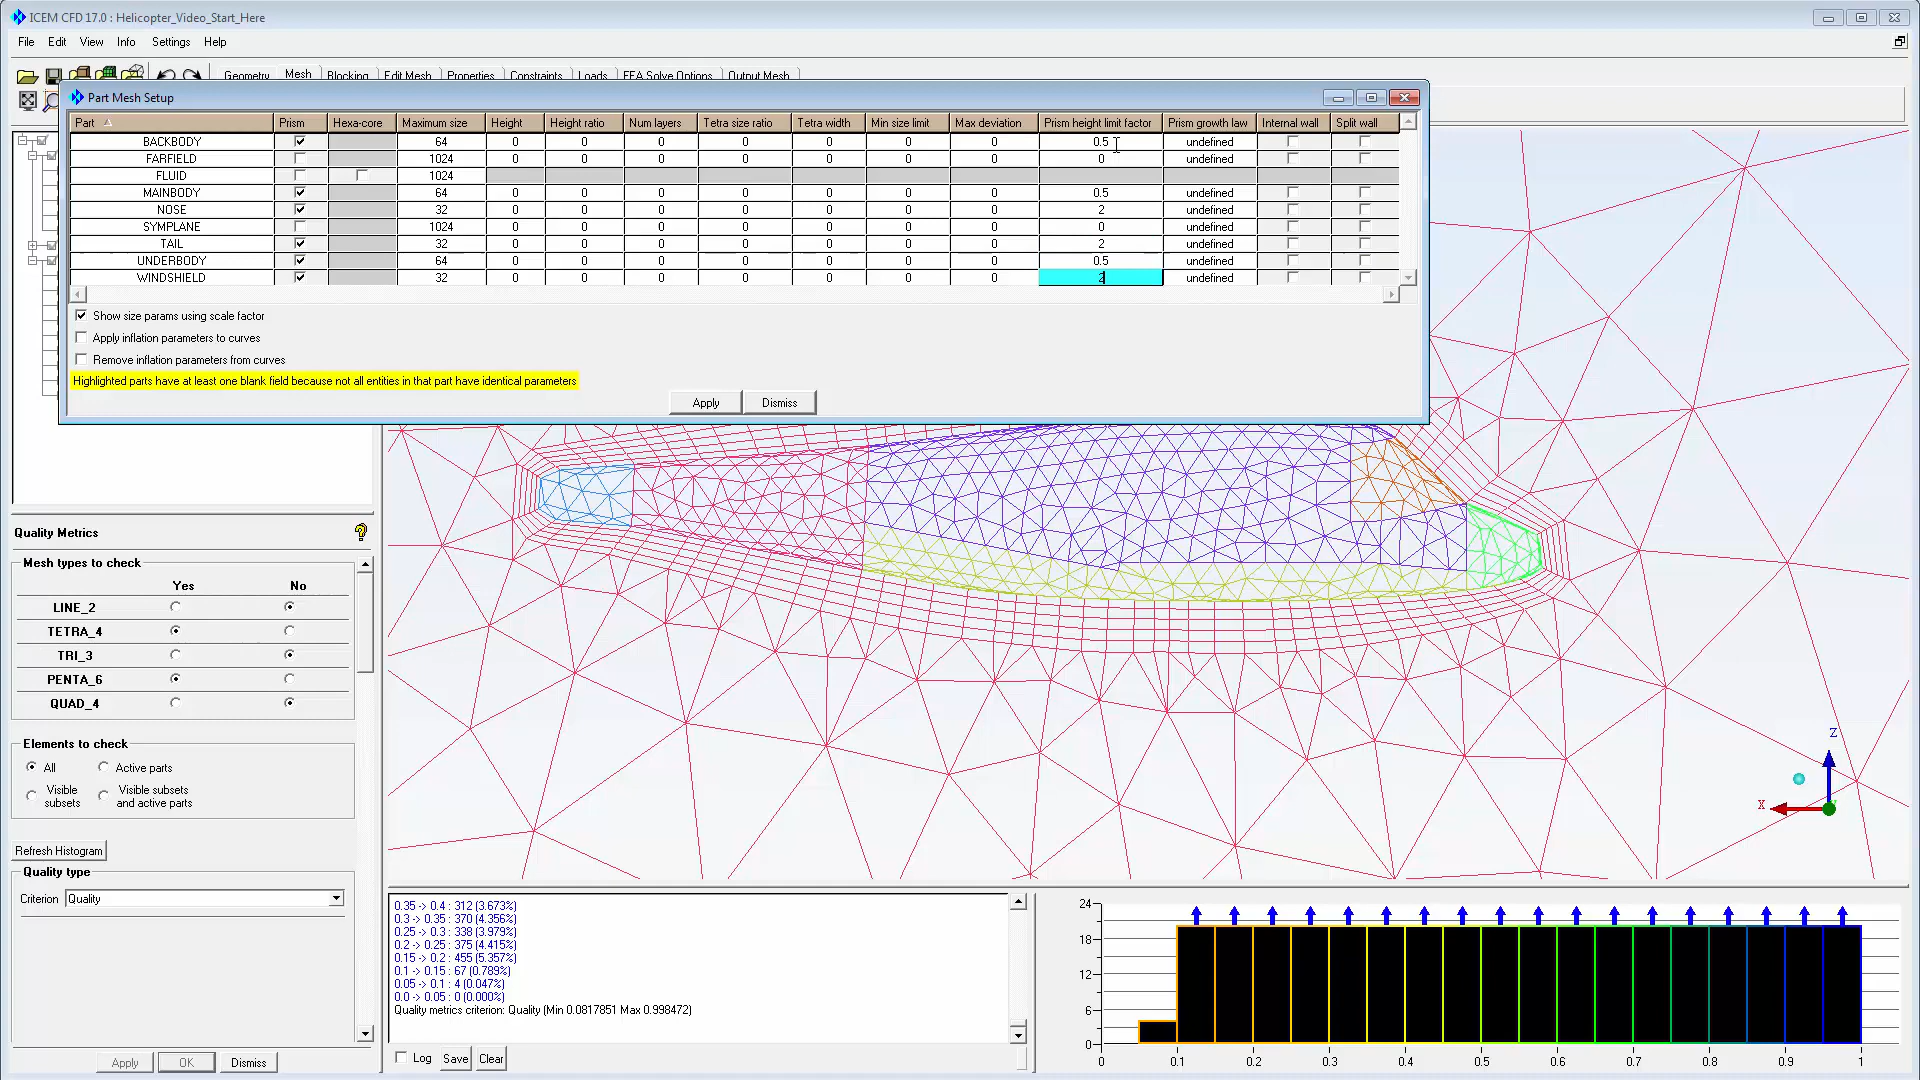 ICEM CFD 17.0 : Helicopter_Video_Start_Here
File Edit View Info Settings Help
Geometry Mesh Blocking Edit Mesh Properties Constraints Loads FEA Solve Options Output Mesh
Part Mesh Setup
Part Prism Hexa-core Maximum size Height Height ratio Num layers Tetra size ratio Tetra width Min size limit Max deviation Prism height limit factor Prism growth law Internal wall Split wall
BACKBODY 64 0 0 0 0 0 0 0 0.5 undefined
FARFIELD 1024 0 0 0 0 0 0 0 0 undefined
FLUID 1024
MAINBODY 64 0 0 0 0 0 0 0 0.5 undefined
NOSE 32 0 0 0 0 0 0 0 2 undefined
SYMPLANE 1024 0 0 0 0 0 0 0 0 undefined
TAIL 32 0 0 0 0 0 0 0 2 undefined
UNDERBODY 64 0 0 0 0 0 0 0 0.5 undefined
WINDSHIELD 32 0 0 0 0 0 0 0 2 undefined
Show size params using scale factor
Apply inflation parameters to curves
Remove inflation parameters from curves
Highlighted parts have at least one blank field because not all entities in that part have identical parameters
Apply Dismiss
Quality Metrics
Mesh types to check
Yes No
LINE_2
TETRA_4
TRI_3
PENTA_6
QUAD_4
Elements to check
All Active parts
Visible subsets
Visible subsets and active parts
Refresh Histogram
Quality type
Criterion Quality
Apply OK Dismiss
Z
X
0.35 -> 0.4 : 312 (3.673%)
0.3 -> 0.35 : 370 (4.356%)
0.25 -> 0.3 : 338 (3.979%)
0.2 -> 0.25 : 375 (4.415%)
0.15 -> 0.2 : 455 (5.357%)
0.1 -> 0.15 : 67 (0.789%)
0.05 -> 0.1 : 4 (0.047%)
0.0 -> 0.05 : 0 (0.000%)
Quality metrics criterion: Quality (Min 0.0817851 Max 0.998472)
Log Save Clear
24
18
12
6
0
0 0.1 0.2 0.3 0.4 0.5 0.6 0.7 0.8 0.9 1